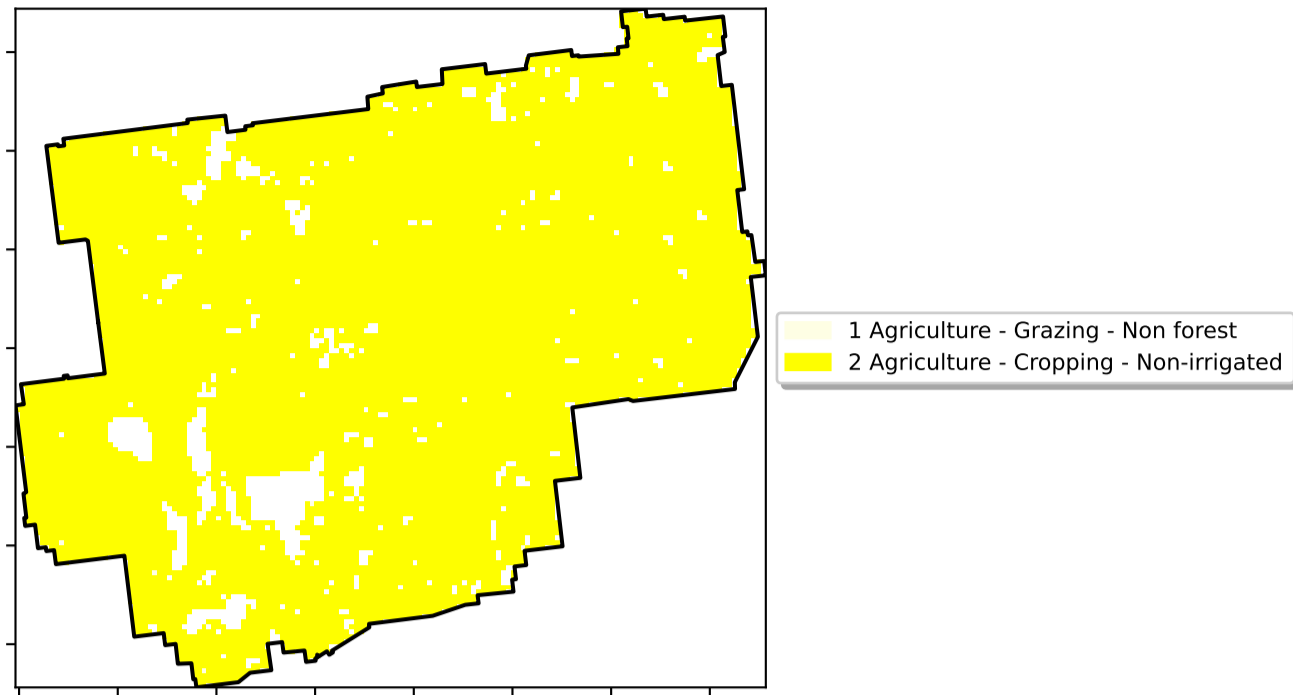 1 Agriculture - Grazing - Non forest
2 Agriculture - Cropping - Non-irrigated